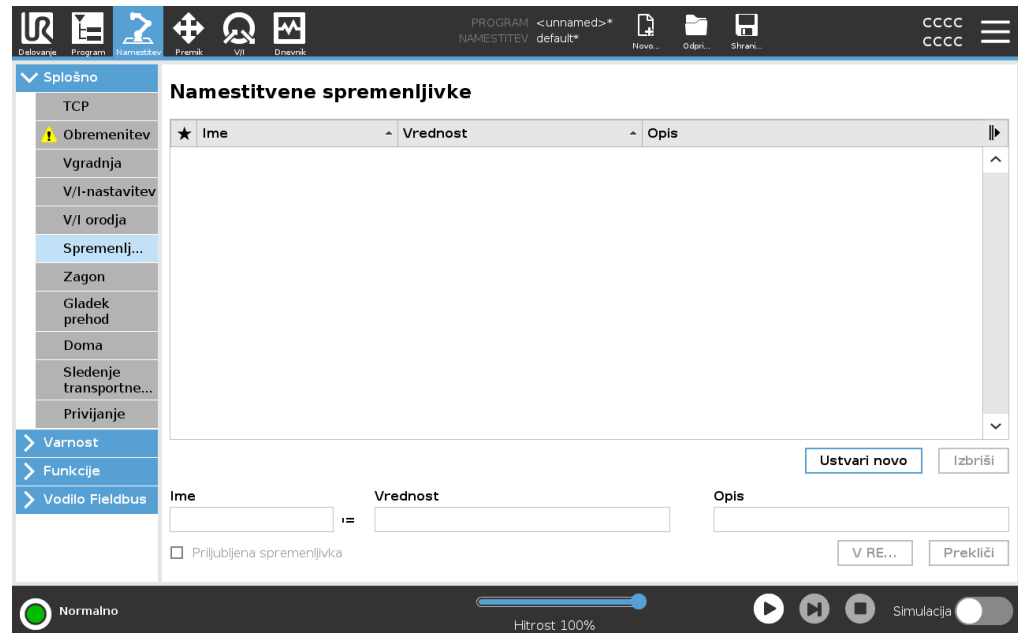 PROGRAM <unnamed>*
NAMESTITEV default*
CCCC
CCCC
Delovanje Program Namestitev Premik V/I Dnevnik Novo... Odpri... Shrani...
Splošno
TCP
Obremenitev
Vgradnja
V/I-nastavitev
V/I orodja
Spremenlj...
Zagon
Gladek
prehod
Doma
Sledenje
transportne...
Privijanje
Varnost
Funkcije
Vodilo Fieldbus
Namestitvene spremenljivke
Ime Vrednost Opis
Ustvari novo Izbriši
Ime Vrednost Opis
:=
Priljubljena spremenljivka V RE... Prekliči
Normalno Hitrost 100% Simulacija